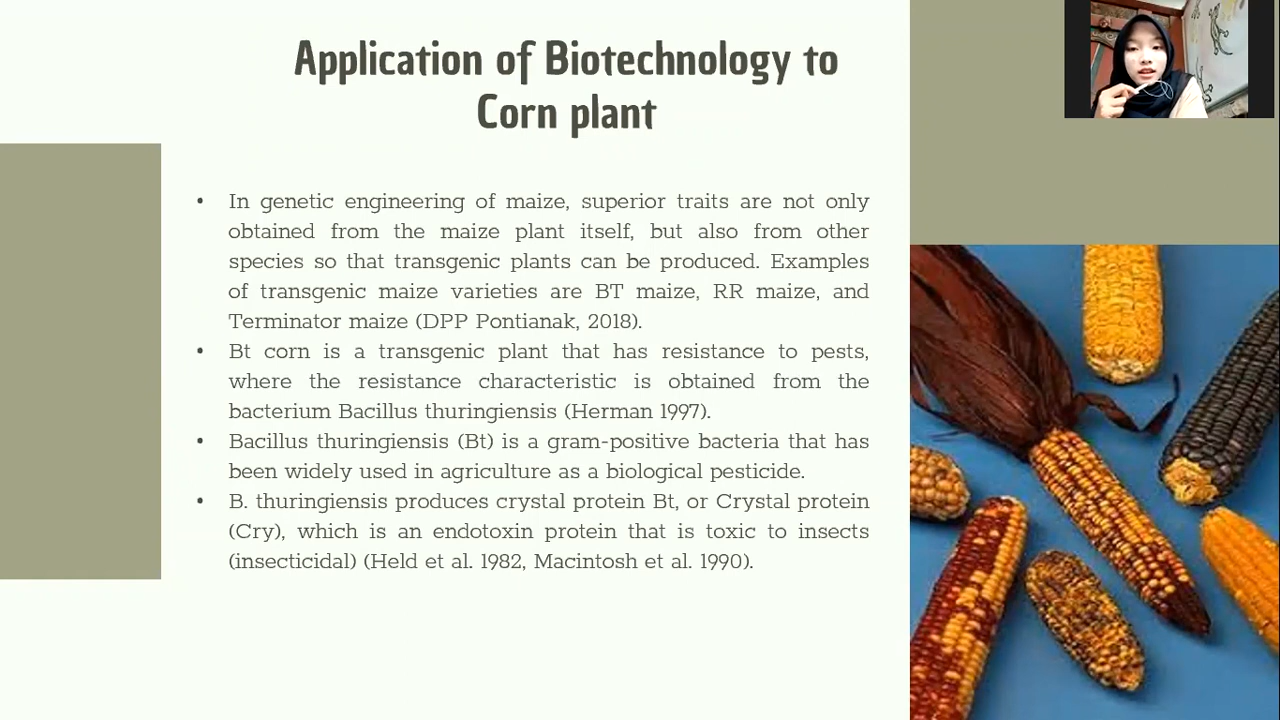 Application of Biotechnology to
Corn plant
• In genetic engineering of maize, superior traits are not only
obtained from the maize plant itself, but also from other
species so that transgenic plants can be produced. Examples
of transgenic maize varieties are BT maize, RR maize, and
Terminator maize (DPP Pontianak, 2018).
• Bt corn is a transgenic plant that has resistance to pests,
where the resistance characteristic is obtained from the
bacterium Bacillus thuringiensis (Herman 1997).
• Bacillus thuringiensis (Bt) is a gram-positive bacteria that has
been widely used in agriculture as a biological pesticide.
• B. thuringiensis produces crystal protein Bt, or Crystal protein
(Cry), which is an endotoxin protein that is toxic to insects
(insecticidal) (Held et al. 1982, Macintosh et al. 1990).